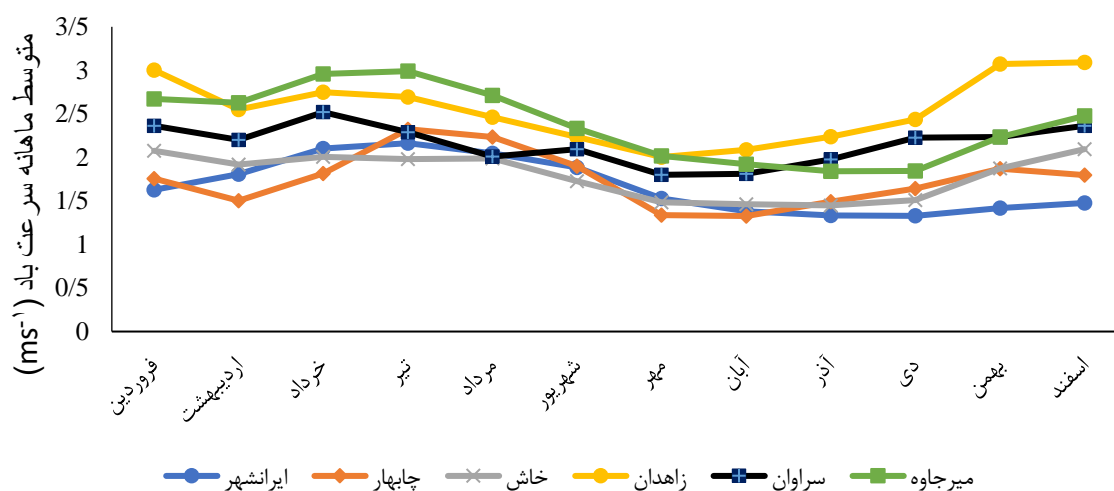 متوسط ماهانه سرعت باد (ms⁻¹)
3/5
3
2/5
2
1/5
1
0/5
0
فروردین
اردیبهشت
خرداد
تیر
مرداد
شهریور
مهر
آبان
آذر
دی
بهمن
اسفند
ایرانشهر
چابهار
خاش
زاهدان
سراوان
میرجاوه